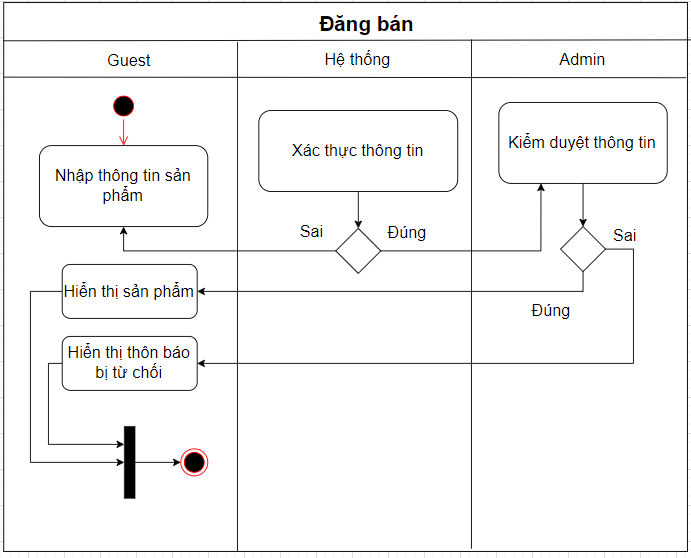 Đăng bán
Guest
Hệ thống
Admin
Nhập thông tin sản
phẩm
Xác thực thông tin
Kiểm duyệt thông tin
Sai
Đúng
Sai
Hiển thị sản phẩm
Đúng
Hiển thị thôn báo
bị từ chối